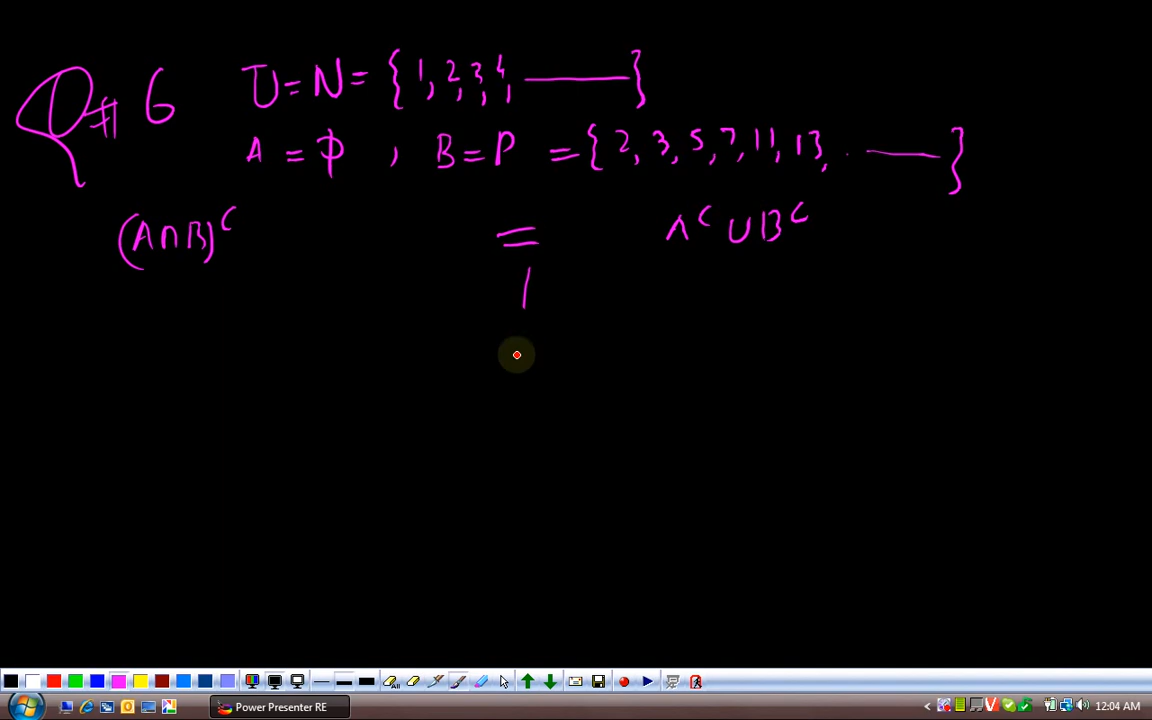 Q# 6 U = N = { 1, 2, 3, 4, ——— }
A = φ , B = P = { 2, 3, 5, 7, 11, 13, . ——— }
(A∩B)ᶜ = Aᶜ ∪ Bᶜ
Power Presenter RE
12:04 AM